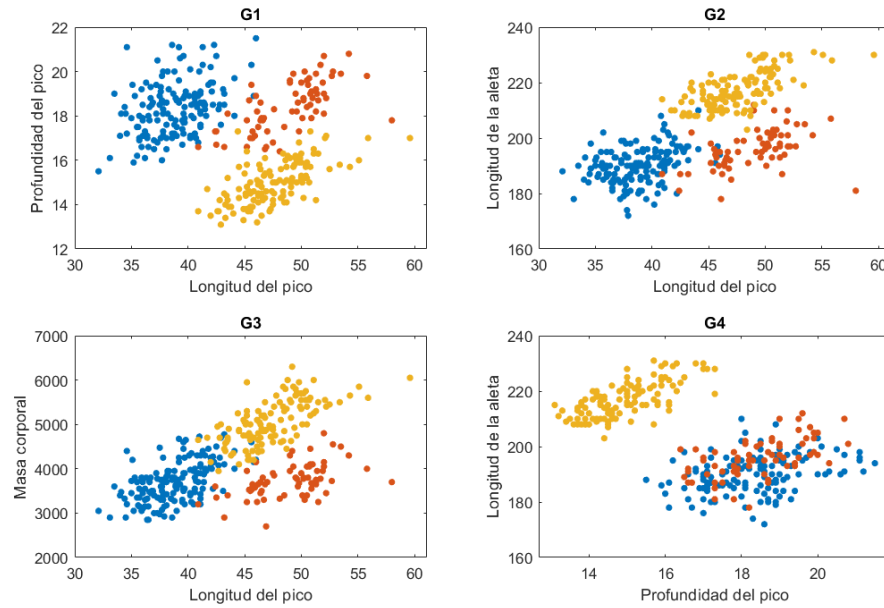 G1
22
20
18
16
14
12
Profundidad del pico
30 35 40 45 50 55 60
Longitud del pico
G2
240
220
200
180
160
Longitud de la aleta
30 35 40 45 50 55 60
Longitud del pico
G3
7000
6000
5000
4000
3000
2000
Masa corporal
30 35 40 45 50 55 60
Longitud del pico
G4
240
220
200
180
160
Longitud de la aleta
14 16 18 20
Profundidad del pico